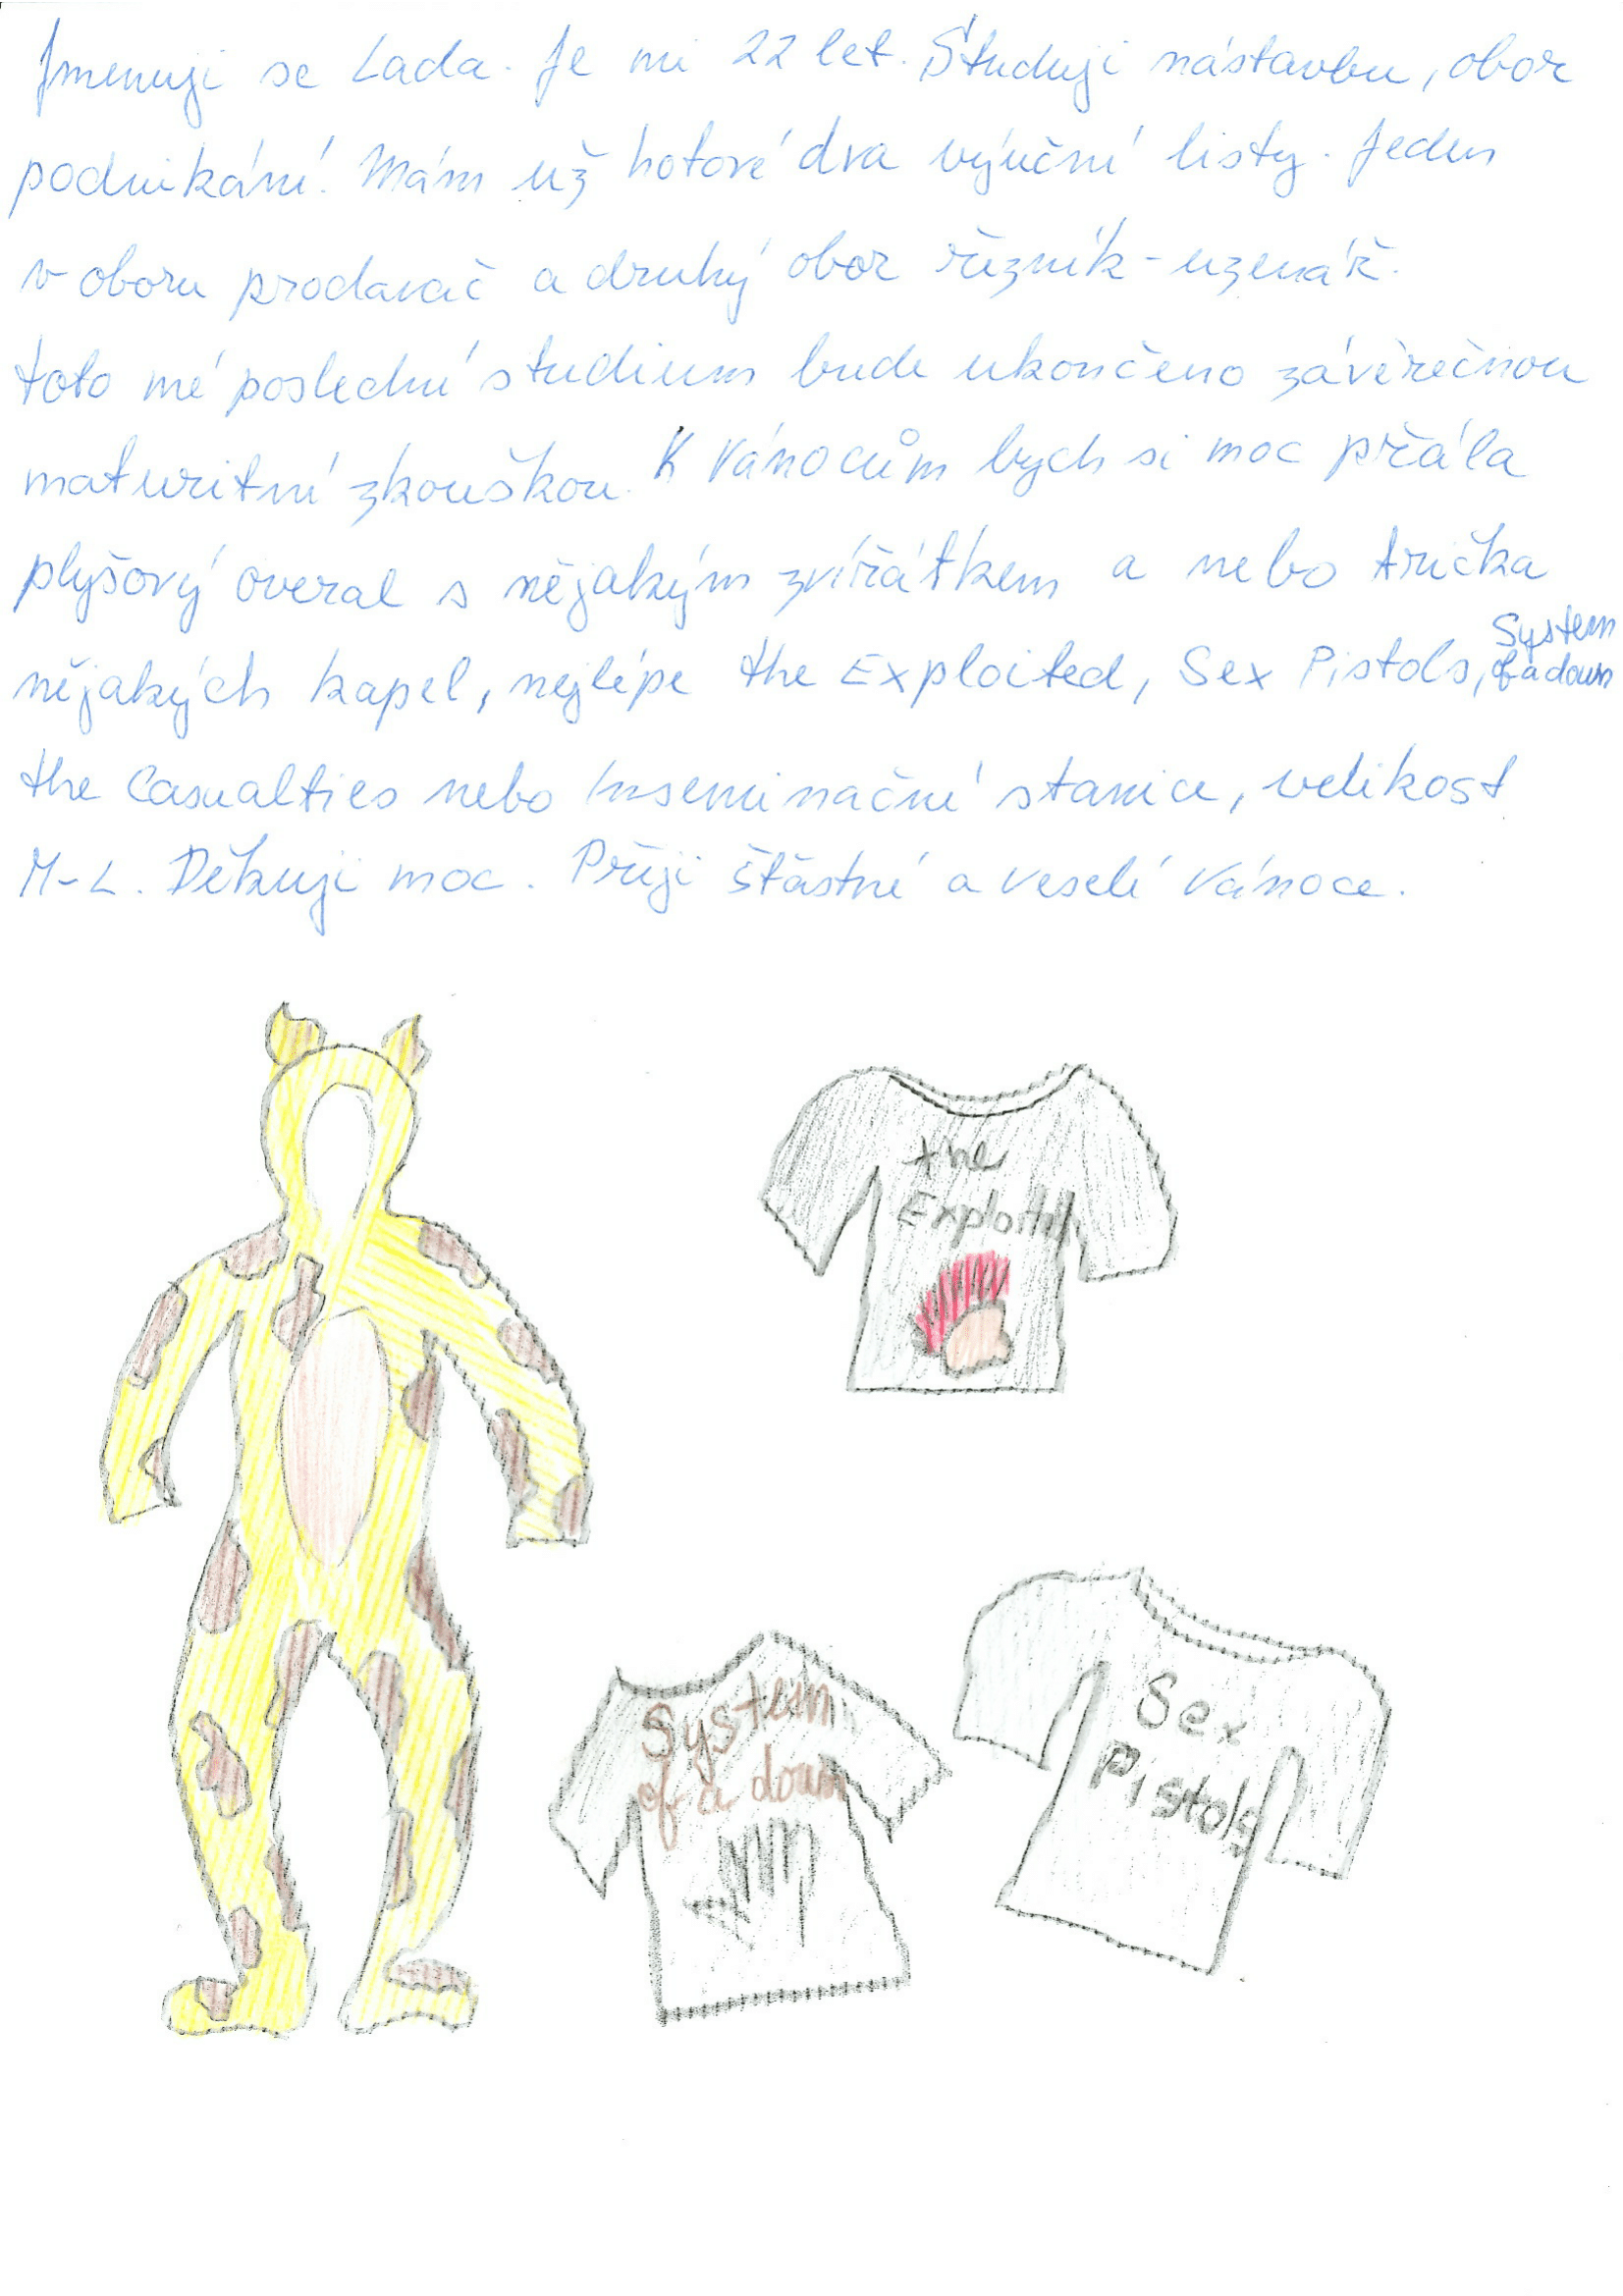 Jmenuji se Lada. Je mi 22 let. Študuji nástavbu, obor
podnikání. Mám už hotové dva výuční listy. Jeden
v oboru prodavač a druhý obor řezník-uzenář.
toto mé poslední studium bude ukončeno závěrečnou
maturitní zkouškou. K Vánocům bych si moc přála
plyšový overal s nějakým zvířátkem a nebo trička
nějakých kapel, nejlépe the Exploited, Sex Pistols, System of a down
the Casualties nebo Inseminační stanice, velikost
M-L. Děkuji moc. Přeji šťastné a veselé Vánoce.
the
Exploited
System
of a down
Sex
Pistols